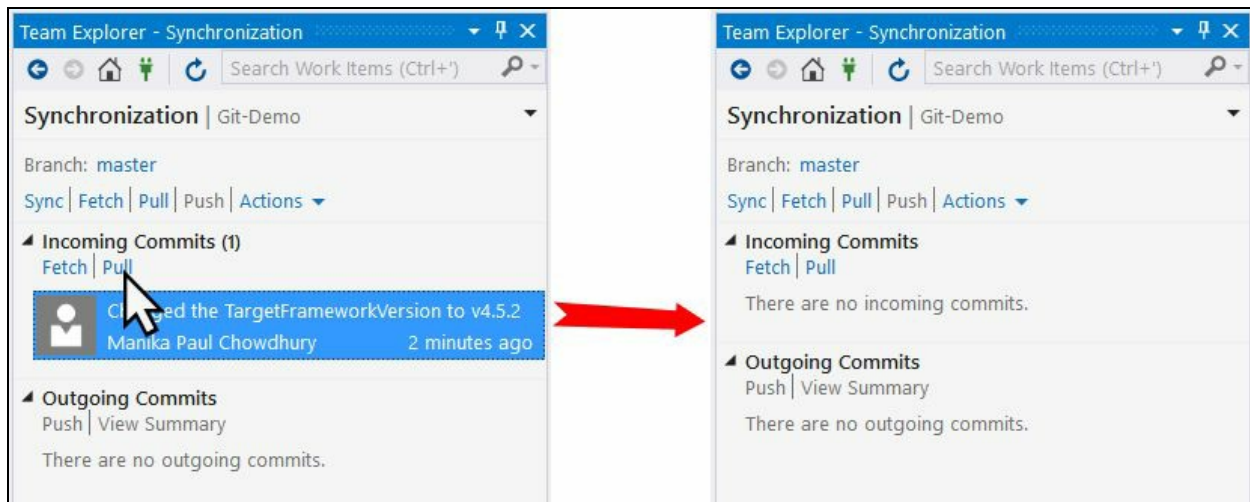 Team Explorer - Synchronization
Search Work Items (Ctrl+')
Synchronization | Git-Demo
Branch: master
Sync | Fetch | Pull | Push | Actions
Incoming Commits (1)
Fetch | Pull
the TargetFrameworkVersion to v4.5.2
Manika Paul Chowdhury 2 minutes ago
Outgoing Commits
Push | View Summary
There are no outgoing commits.
Team Explorer - Synchronization
Search Work Items (Ctrl+')
Synchronization | Git-Demo
Branch: master
Sync | Fetch | Pull | Push | Actions
Incoming Commits
Fetch | Pull
There are no incoming commits.
Outgoing Commits
Push | View Summary
There are no outgoing commits.